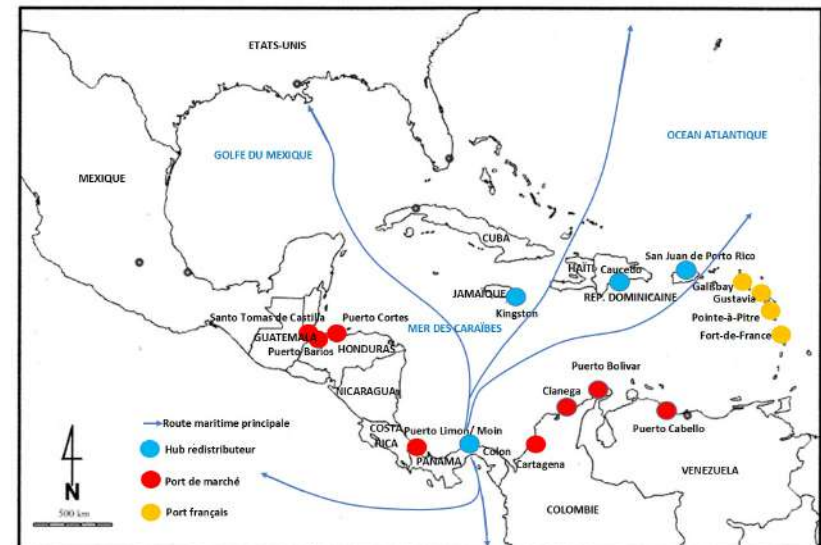 ETATS-UNIS
OCEAN ATLANTIQUE
GOLFE DU MEXIQUE
MEXIQUE
CUBA
San Juan de Porto Rico
HAITI
Caucedo
Galisbay
JAMAÏQUE
REP. DOMINICAINE
Gustavia
Kingston
Santo Tomas de Castilla
Puerto Cortes
Pointe-à-Pitre
MER DES CARAÏBES
GUATEMALA
Fort-de-France
Puerto Barios
HONDURAS
Puerto Bolivar
NICARAGUA
Cianega
Route maritime principale
COSTA
RICA
Puerto Limon/ Moin
Puerto Cabello
Hub redistributeur
Colon
PANAMA
Cartagena
N
VENEZUELA
Port de marché
500 km
Port français
COLOMBIE